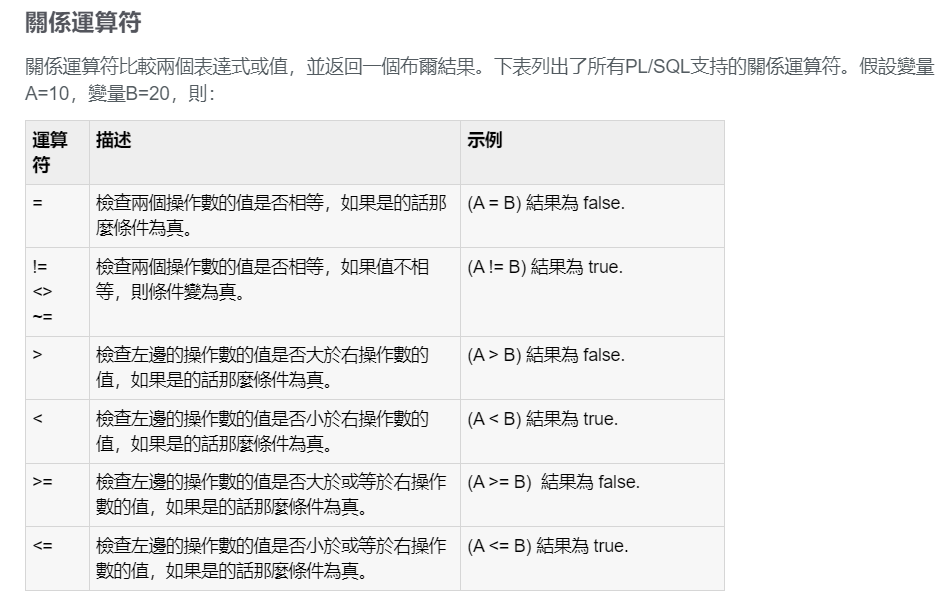 關係運算符
關係運算符比較兩個表達式或值，並返回一個布爾結果。下表列出了所有PL/SQL支持的關係運算符。假設變量
A=10，變量B=20，則：
運算
符
描述
示例
=
檢查兩個操作數的值是否相等，如果是的話那
麼條件為真。
(A = B) 結果為 false.
!=
<>
~=
檢查兩個操作數的值是否相等，如果值不相
等，則條件變為真。
(A != B) 結果為 true.
>
檢查左邊的操作數的值是否大於右操作數的
值，如果是的話那麼條件為真。
(A > B) 結果為 false.
<
檢查左邊的操作數的值是否小於右操作數的
值，如果是的話那麼條件為真。
(A < B) 結果為 true.
>=
檢查左邊的操作數的值是否大於或等於右操作
數的值，如果是的話那麼條件為真。
(A >= B)  結果為 false.
<=
檢查左邊的操作數的值是否小於或等於右操作
數的值，如果是的話那麼條件為真。
(A <= B) 結果為 true.